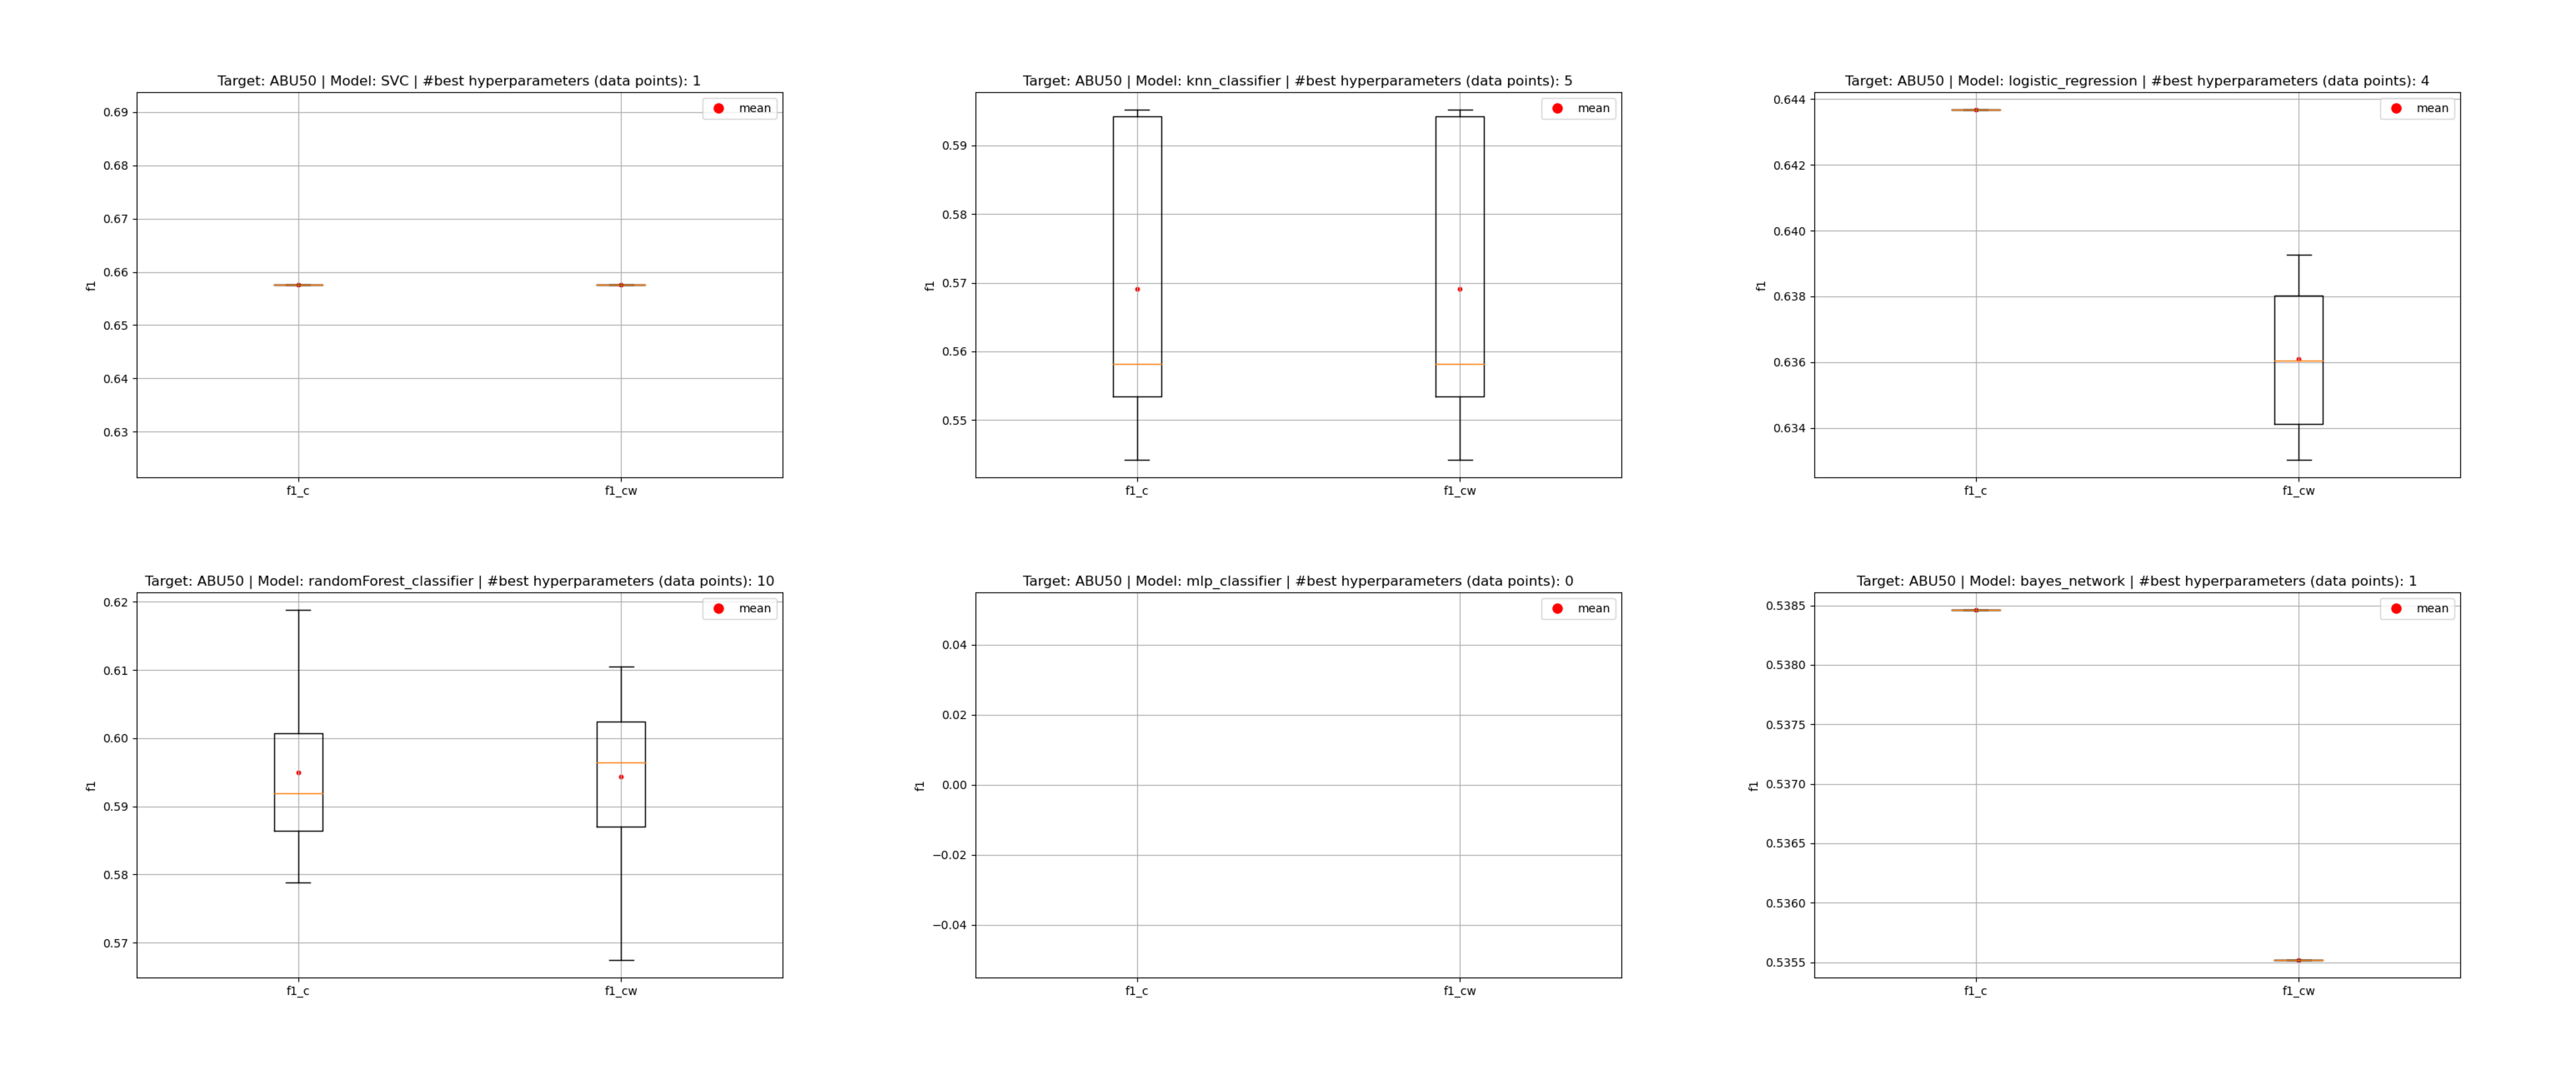 Target: ABU50 | Model: SVC | #best hyperparameters (data points): 1
mean
0.69
0.68
0.67
0.66
0.65
0.64
0.63
f1
f1_c
f1_cw
Target: ABU50 | Model: knn_classifier | #best hyperparameters (data points): 5
mean
0.59
0.58
0.57
0.56
0.55
f1
f1_c
f1_cw
Target: ABU50 | Model: logistic_regression | #best hyperparameters (data points): 4
mean
0.644
0.642
0.640
0.638
0.636
0.634
f1
f1_c
f1_cw
Target: ABU50 | Model: randomForest_classifier | #best hyperparameters (data points): 10
mean
0.62
0.61
0.60
0.59
0.58
0.57
f1
f1_c
f1_cw
Target: ABU50 | Model: mlp_classifier | #best hyperparameters (data points): 0
mean
0.04
0.02
0.00
−0.02
−0.04
f1
f1_c
f1_cw
Target: ABU50 | Model: bayes_network | #best hyperparameters (data points): 1
mean
0.5385
0.5380
0.5375
0.5370
0.5365
0.5360
0.5355
f1
f1_c
f1_cw